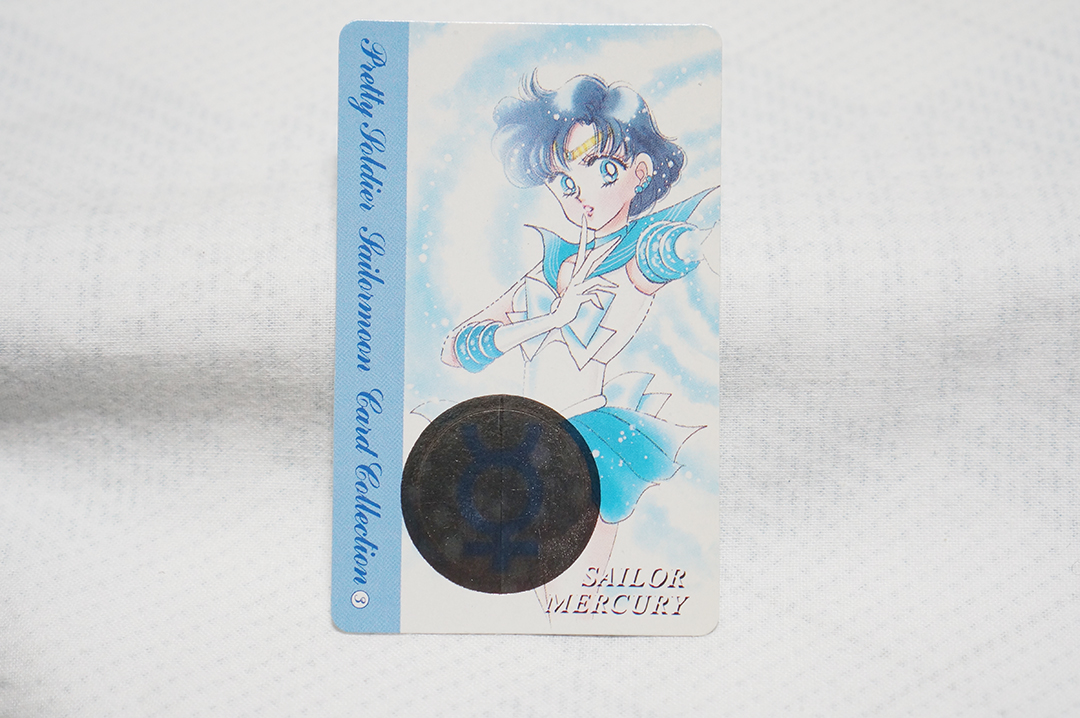 Pretty Soldier Sailormoon Card Collection 3
SAILOR
MERCURY